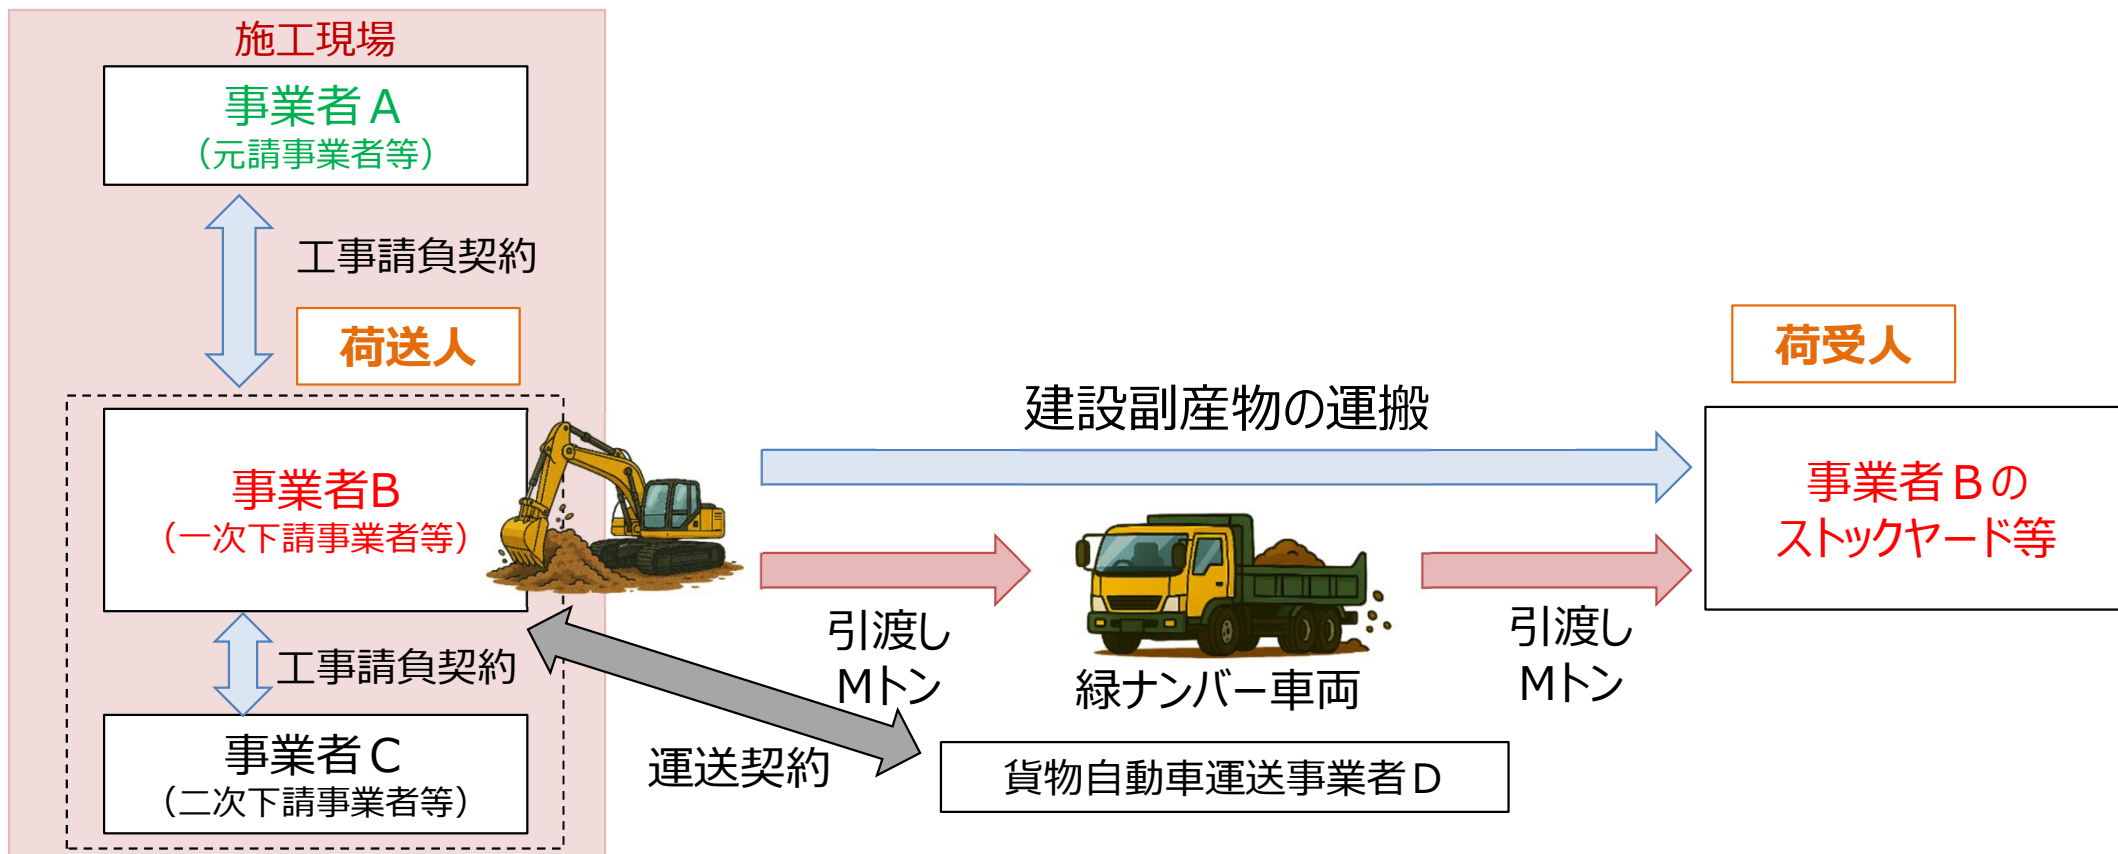 施工現場
事業者A
（元請事業者等）
工事請負契約
荷送人
荷受人
建設副産物の運搬
事業者B
（一次下請事業者等）
事業者Bの
ストックヤード等
引渡し
Mトン
緑ナンバー車両
引渡し
Mトン
工事請負契約
事業者C
（二次下請事業者等）
運送契約
貨物自動車運送事業者D